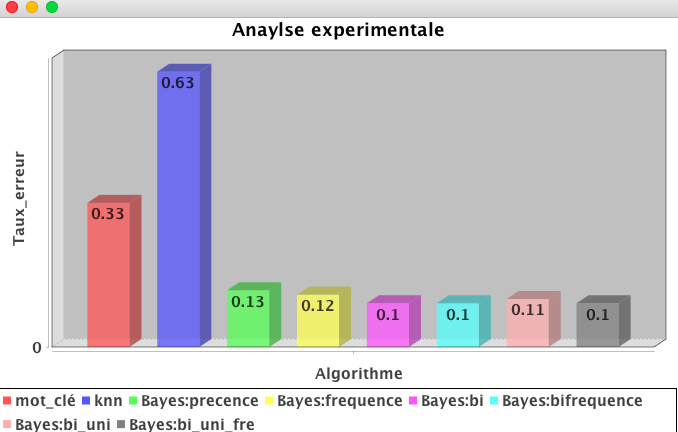 Anaylse experimentale
Taux_erreur
0.33
0.63
0.13
0.12
0.1
0.1
0.11
0.1
0
Algorithme
mot_clé knn Bayes:precence Bayes:frequence Bayes:bi Bayes:bifrequence
Bayes:bi_uni Bayes:bi_uni_fre